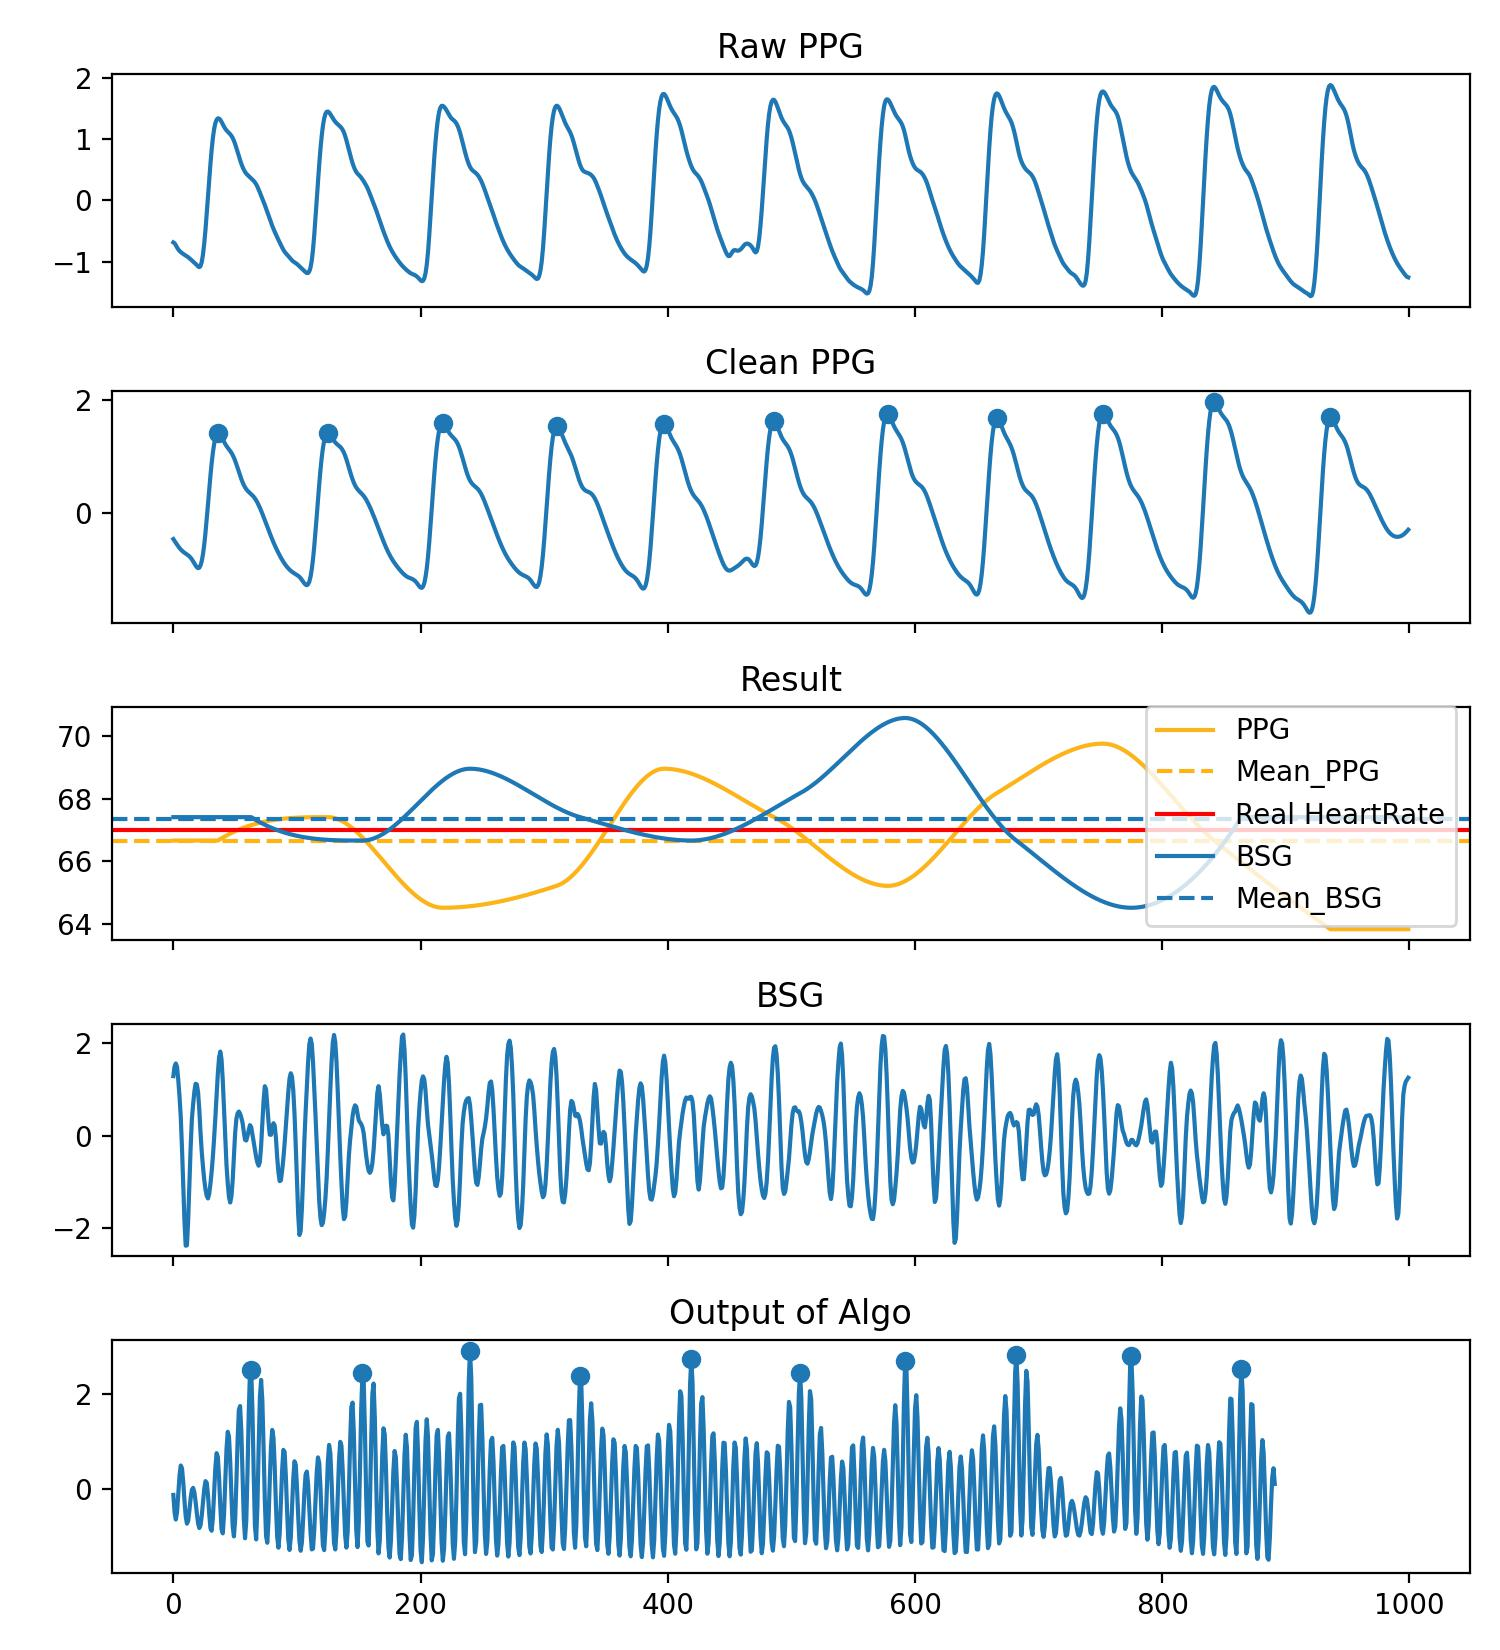 Raw PPG
2
1
0
−1
Clean PPG
2
0
Result
70
68
66
64
PPG
Mean_PPG
Real HeartRate
BSG
Mean_BSG
BSG
2
0
−2
Output of Algo
2
0
0 200 400 600 800 1000